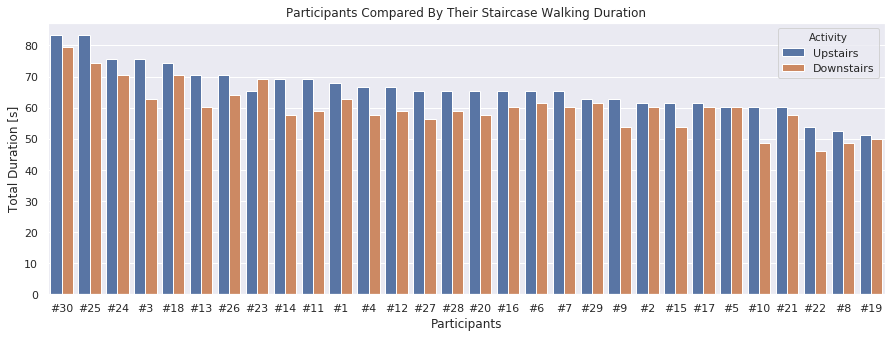 Participants Compared By Their Staircase Walking Duration
Activity
Upstairs
Downstairs
Total Duration [s]
80
70
60
50
40
30
20
10
0
#30 #25 #24 #3 #18 #13 #26 #23 #14 #11 #1 #4 #12 #27 #28 #20 #16 #6 #7 #29 #9 #2 #15 #17 #5 #10 #21 #22 #8 #19
Participants